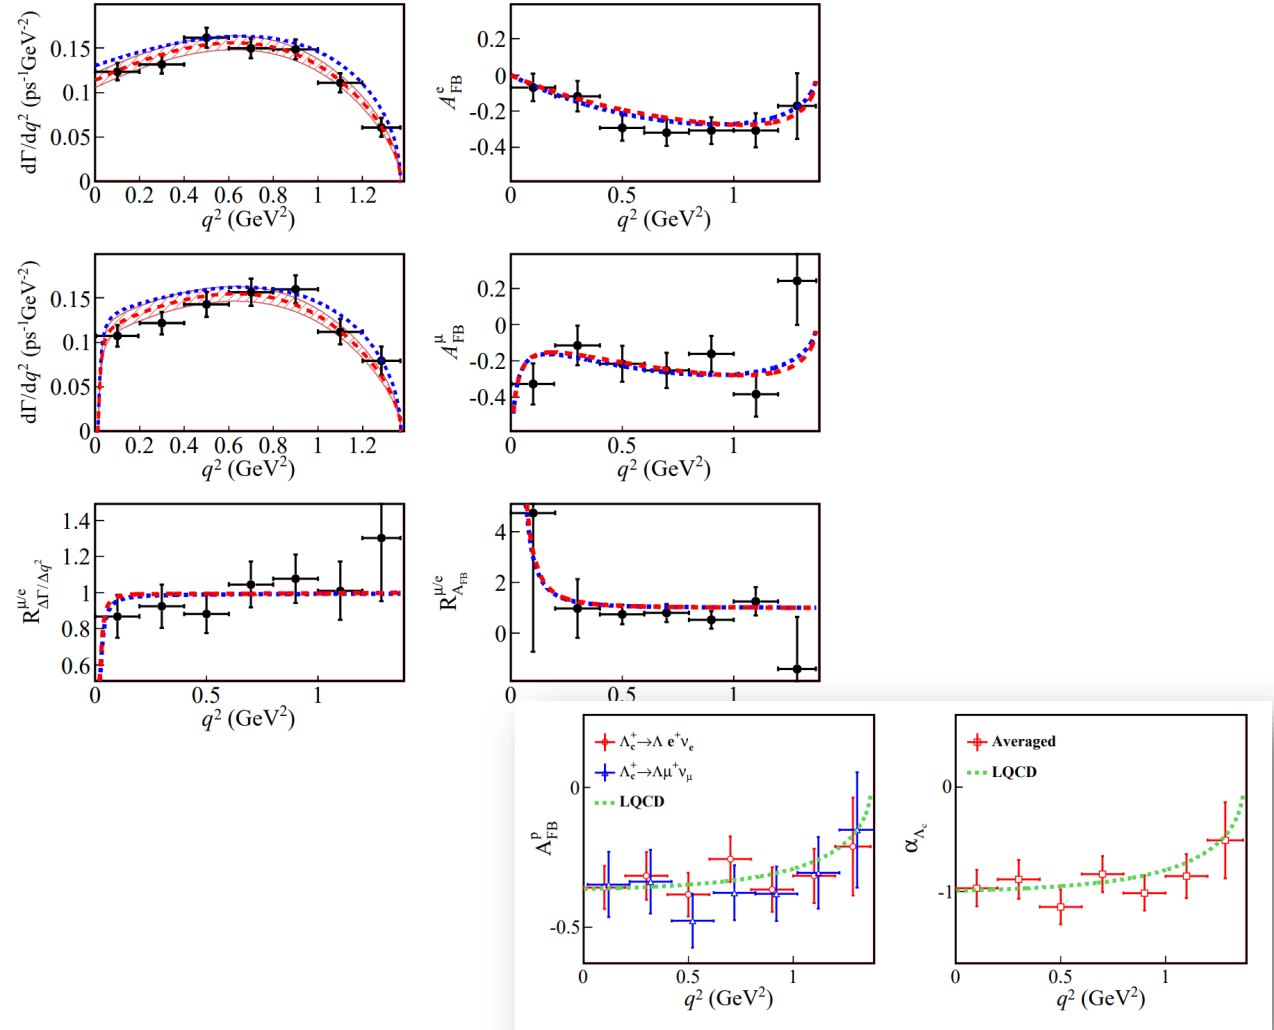 dΓ/dq² (ps⁻¹GeV⁻²)
0.15
0.1
0.05
0
0 0.2 0.4 0.6 0.8 1 1.2
q² (GeV²)
A^e_FB
0.2
0
-0.2
-0.4
0 0.5 1
q² (GeV²)
dΓ/dq² (ps⁻¹GeV⁻²)
0.15
0.1
0.05
0
0 0.2 0.4 0.6 0.8 1 1.2
q² (GeV²)
A^μ_FB
0.2
0
-0.2
-0.4
0 0.5 1
q² (GeV²)
R^μ/e_ΔΓ/Δq²
1.4
1.2
1
0.8
0.6
0 0.5 1
q² (GeV²)
R^μ/e_A_FB
4
2
0
0 0.5 1
A^p_FB
0
-0.5
Λ_c^+→Λ e^+ν_e
Λ_c^+→Λμ^+ν_μ
LQCD
0 0.5 1
q² (GeV²)
α_Λ_c
0
-1
Averaged
LQCD
0 0.5 1
q² (GeV²)